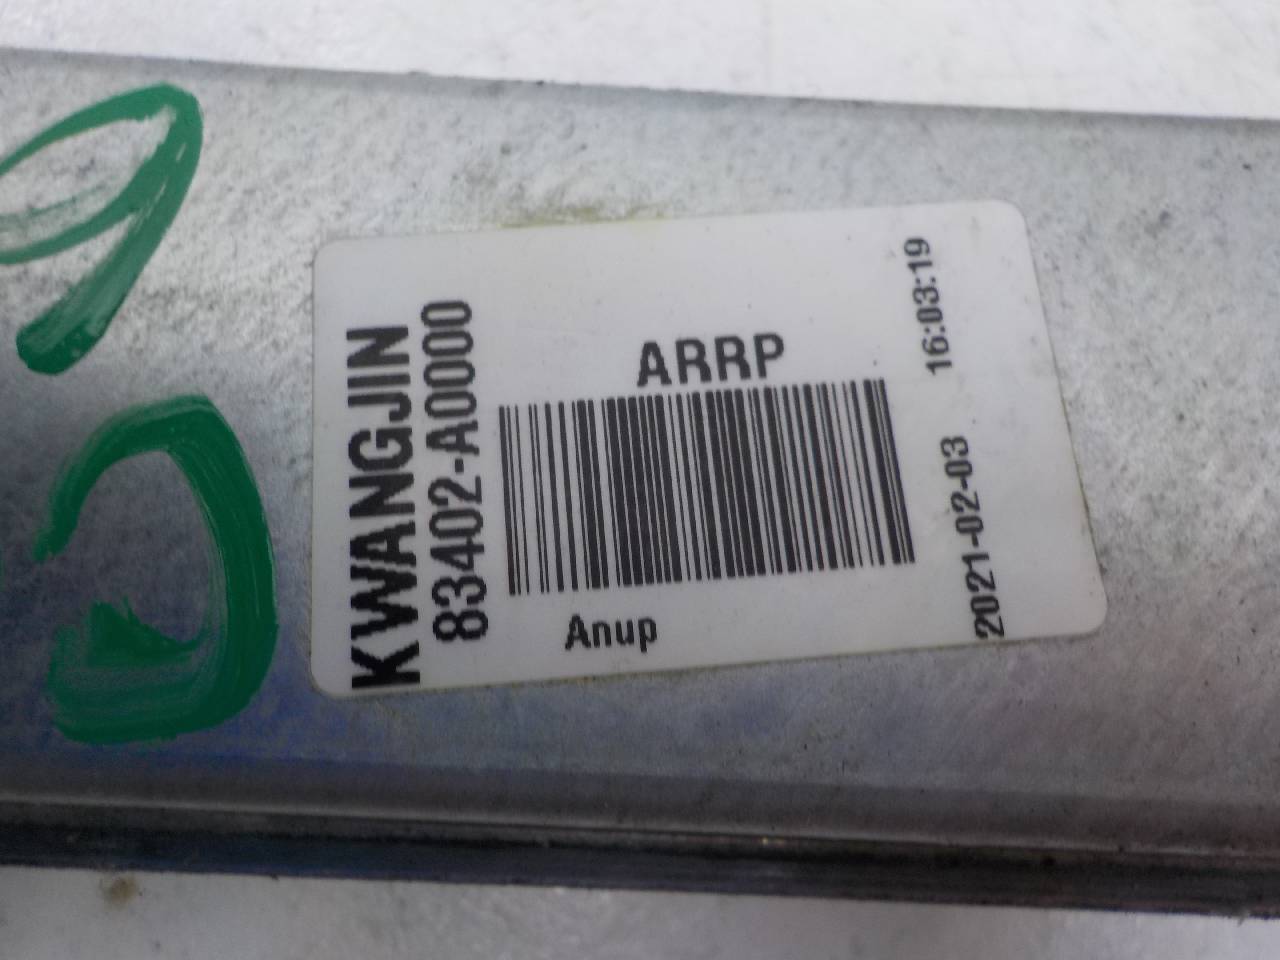 KWANGJIN
83402-A0000
ARRP
Anup
2021-02-03 16:03:19